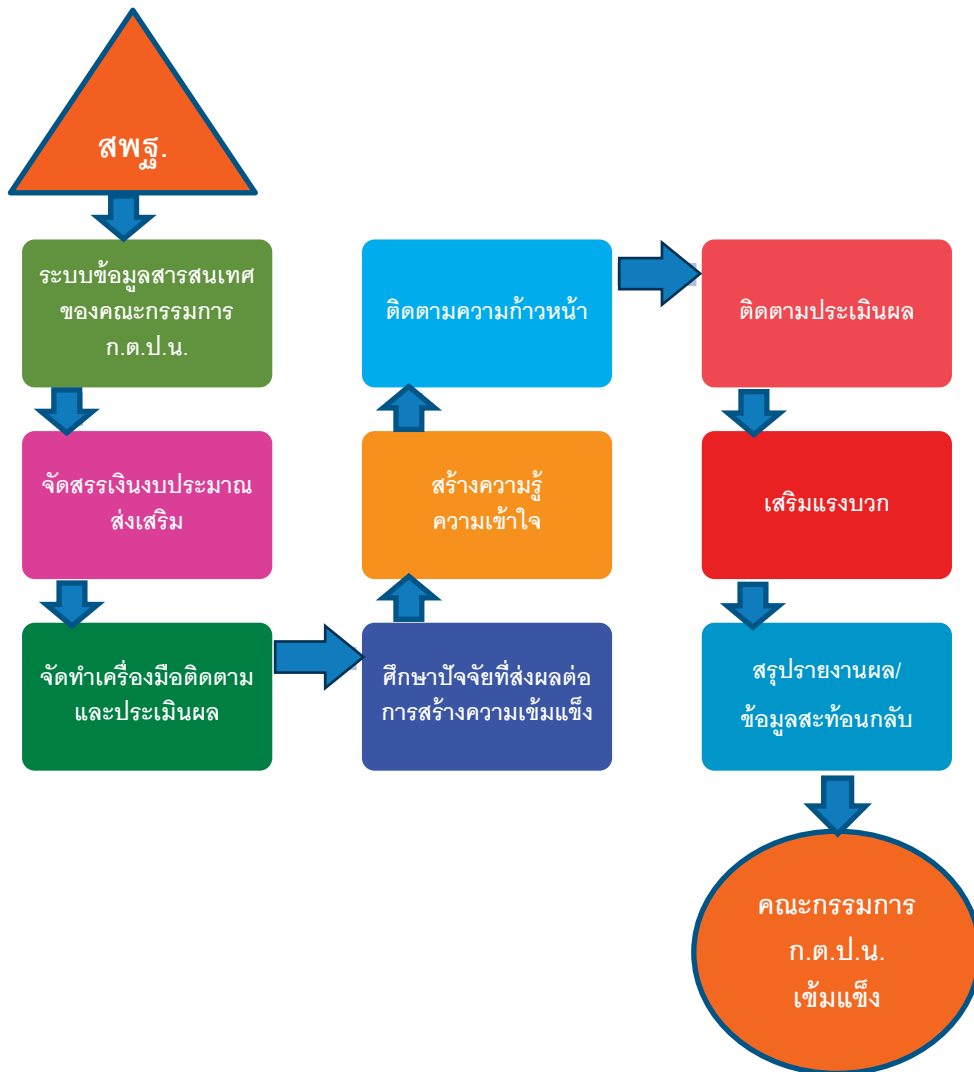 สพฐ.
ระบบข้อมูลสารสนเทศ
ของคณะกรรมการ
ก.ต.ป.น.
จัดสรรเงินงบประมาณ
ส่งเสริม
จัดทำเครื่องมือติดตาม
และประเมินผล
ศึกษาปัจจัยที่ส่งผลต่อ
การสร้างความเข้มแข็ง
สร้างความรู้
ความเข้าใจ
ติดตามความก้าวหน้า
ติดตามประเมินผล
เสริมแรงบวก
สรุปรายงานผล/
ข้อมูลสะท้อนกลับ
คณะกรรมการ
ก.ต.ป.น.
เข้มแข็ง